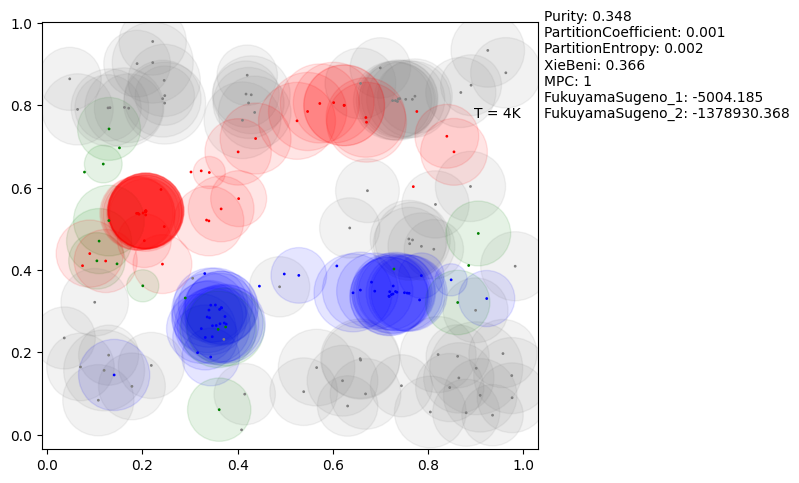 Purity: 0.348
PartitionCoefficient: 0.001
PartitionEntropy: 0.002
XieBeni: 0.366
MPC: 1
FukuyamaSugeno_1: -5004.185
FukuyamaSugeno_2: -1378930.368
T = 4K
1.0
0.8
0.6
0.4
0.2
0.0
0.0 0.2 0.4 0.6 0.8 1.0